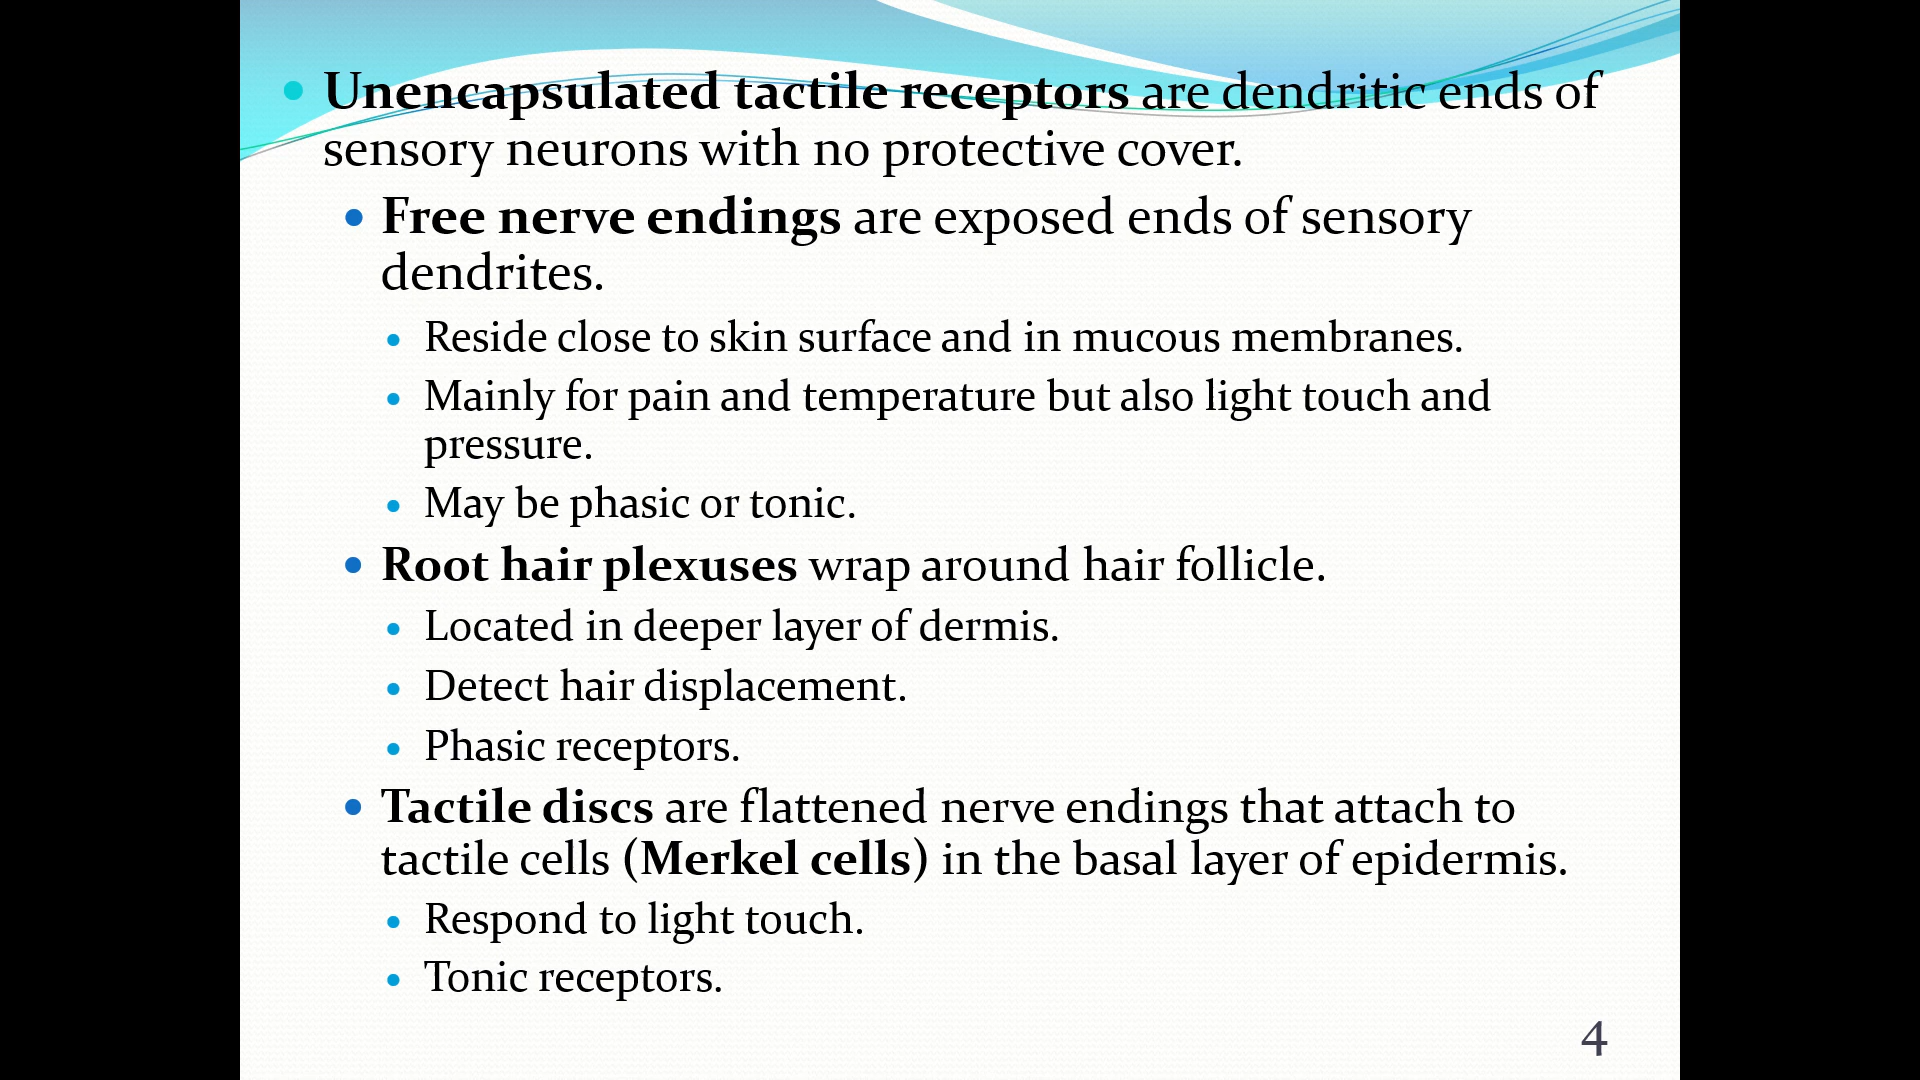 Unencapsulated tactile receptors are dendritic ends of
sensory neurons with no protective cover.
Free nerve endings are exposed ends of sensory
dendrites.
Reside close to skin surface and in mucous membranes.
Mainly for pain and temperature but also light touch and
pressure.
May be phasic or tonic.
Root hair plexuses wrap around hair follicle.
Located in deeper layer of dermis.
Detect hair displacement.
Phasic receptors.
Tactile discs are flattened nerve endings that attach to
tactile cells (Merkel cells) in the basal layer of epidermis.
Respond to light touch.
Tonic receptors.
4